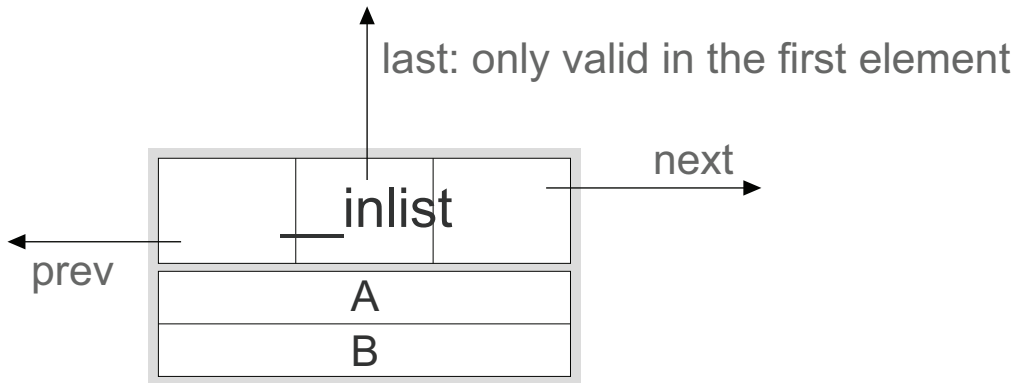 last: only valid in the first element
next
__inlist
prev
A
B